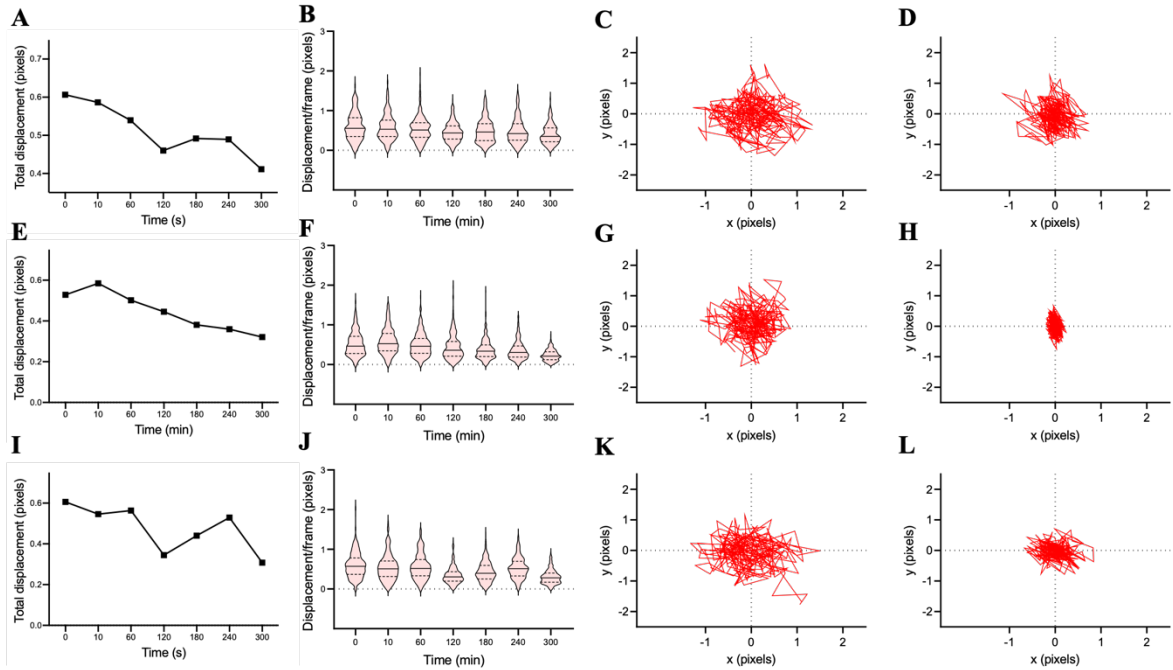 A
B
C
D
Total displacement (pixels)
0.7
0.6
0.5
0.4
0 10 60 120 180 240 300
Time (s)
Displacement/frame (pixels)
3
2
1
0
0 10 60 120 180 240 300
Time (min)
y (pixels)
2
1
0
-1
-2
-1 0 1 2
x (pixels)
y (pixels)
2
1
0
-1
-2
-1 0 1 2
x (pixels)
E
F
G
H
Total displacement (pixels)
0.6
0.4
0.2
0.0
0 10 60 120 180 240 300
Time (min)
Displacement/frame (pixels)
3
2
1
0
0 10 60 120 180 240 300
Time (min)
y (pixels)
2
1
0
-1
-2
-1 0 1 2
x (pixels)
y (pixels)
2
1
0
-1
-2
-1 0 1 2
x (pixels)
I
J
K
L
Total displacement (pixels)
0.6
0.4
0.2
0.0
0 10 60 120 180 240 300
Time (s)
Displacement/frame (pixels)
3
2
1
0
0 10 60 120 180 240 300
Time (min)
y (pixels)
2
1
0
-1
-2
-1 0 1 2
x (pixels)
y (pixels)
2
1
0
-1
-2
-1 0 1 2
x (pixels)